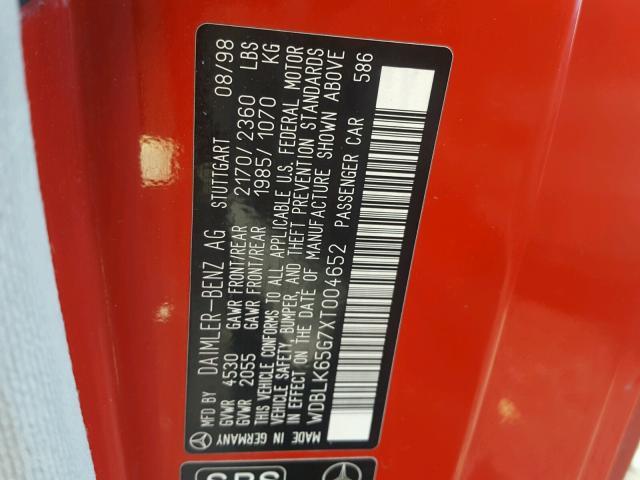 MFD. BY DAIMLER-BENZ AG STUTTGART 08/98
GVWR 4530 GAWR FRONT/REAR 2170/2360 LBS
GVWR 2055 GAWR FRONT/REAR 1985/1070 KG
THIS VEHICLE CONFORMS TO ALL APPLICABLE U.S. FEDERAL MOTOR
VEHICLE SAFETY, BUMPER, AND THEFT PREVENTION STANDARDS
IN EFFECT ON THE DATE OF MANUFACTURE SHOWN ABOVE
WDBLK65G7XT004652 PASSENGER CAR 586
MADE IN GERMANY
SRS